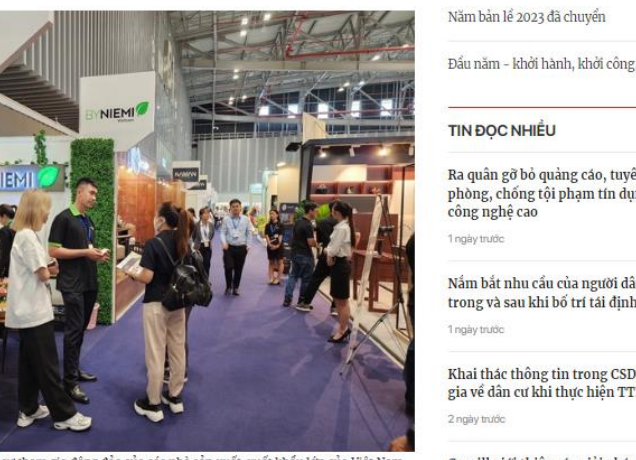 BYNIEMI
IEMI
KAWAN
Năm bản lề 2023 đã chuyển
Đầu năm - khởi hành, khởi công
TIN ĐỌC NHIỀU
Ra quân gỡ bỏ quảng cáo, tuyê
phòng, chống tội phạm tín dụ
công nghệ cao
1 ngày trước
Nắm bắt nhu cầu của người dâ
trong và sau khi bố trí tái định
1 ngày trước
Khai thác thông tin trong CSD
gia về dân cư khi thực hiện TT
2 ngày trước